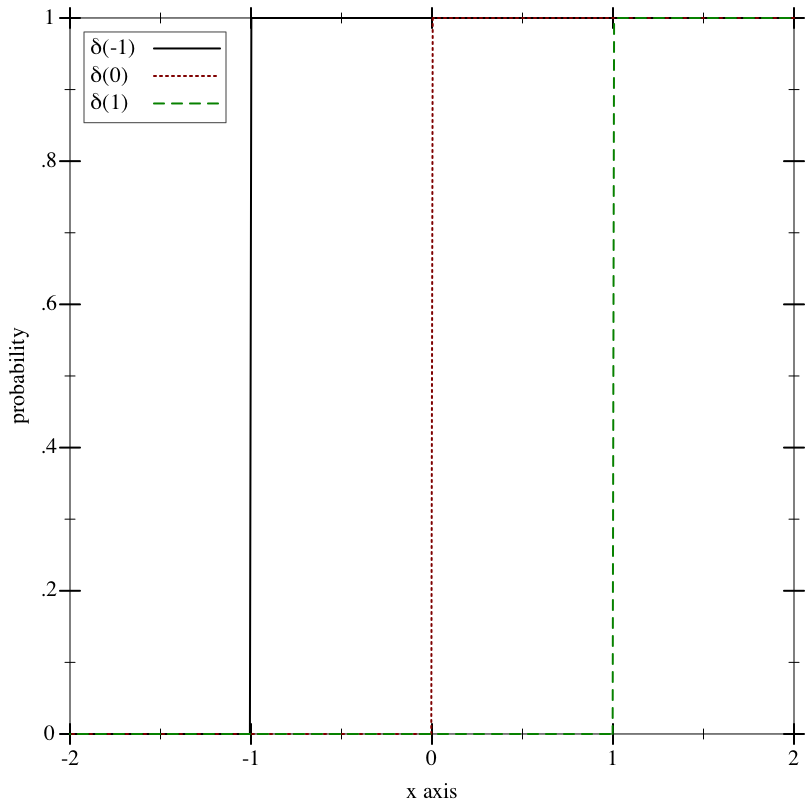 1
δ(-1)
δ(0)
δ(1)
.8
.6
probability
.4
.2
0
-2 -1 0 1 2
x axis